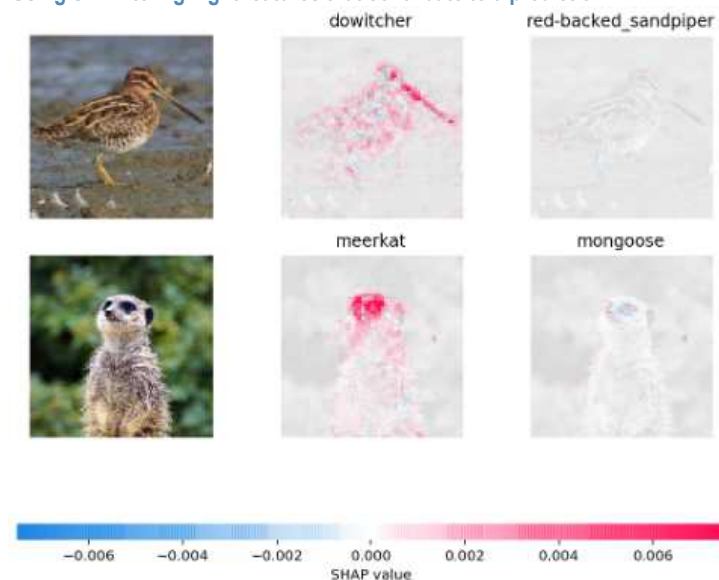 dowitcher red-backed_sandpiper
meerkat mongoose
−0.006 −0.004 −0.002 0.000 0.002 0.004 0.006
SHAP value